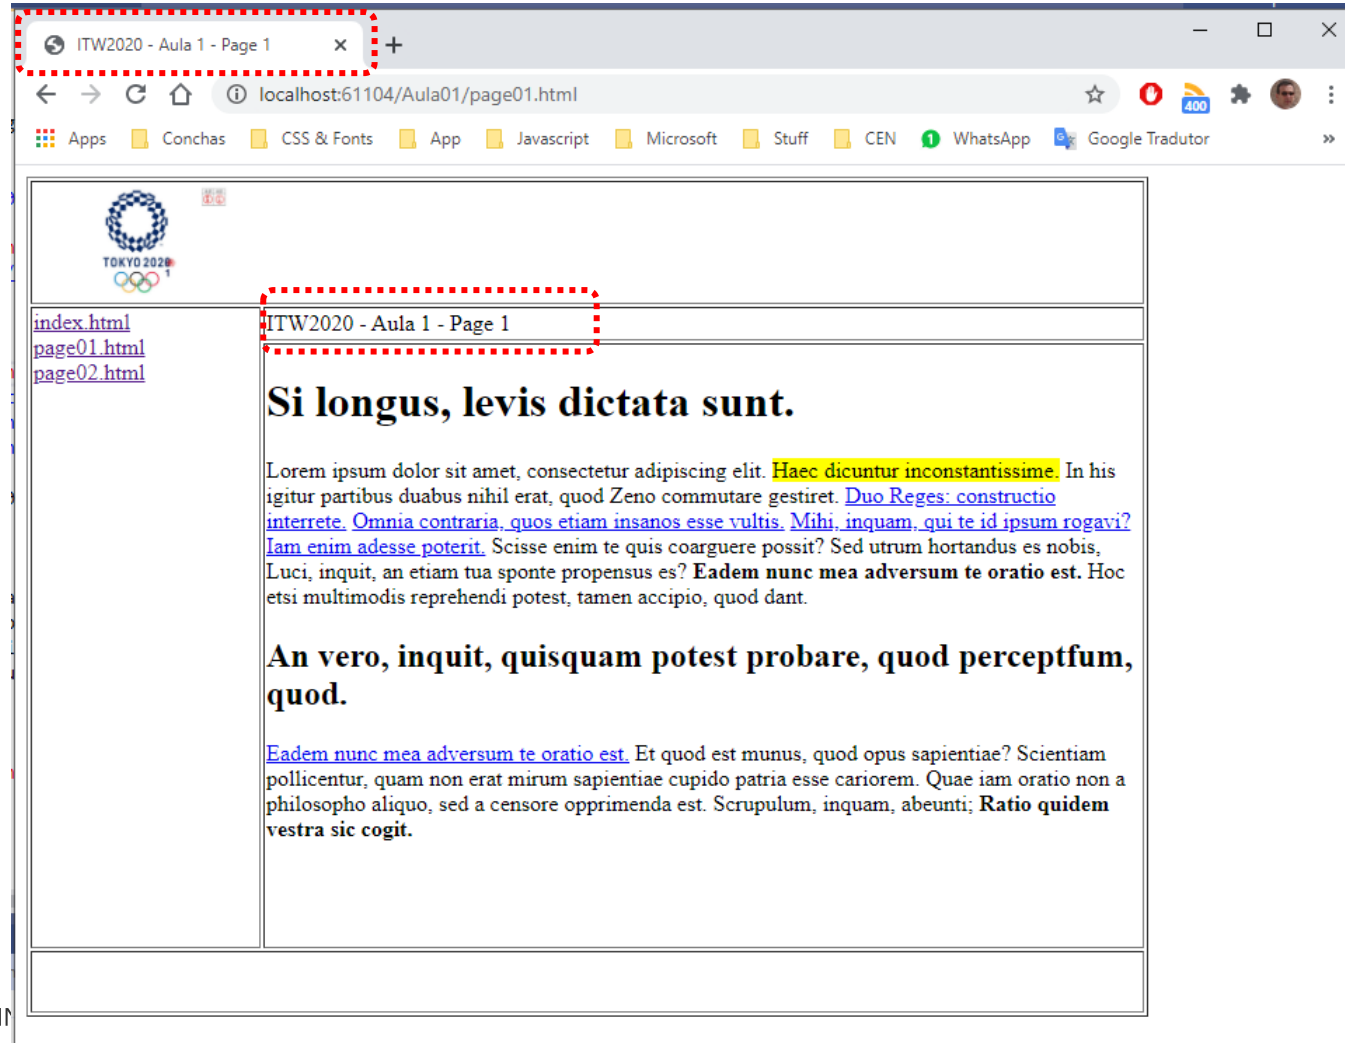 ITW2020 - Aula 1 - Page 1
localhost:61104/Aula01/page01.html
400
Apps Conchas CSS & Fonts App Javascript Microsoft Stuff CEN 1 WhatsApp Google Tradutor »
TOKYO 2020
1
index.html
page01.html
page02.html
ITW2020 - Aula 1 - Page 1
Si longus, levis dictata sunt.
Lorem ipsum dolor sit amet, consectetur adipiscing elit. Haec dicuntur inconstantissime. In his
igitur partibus duabus nihil erat, quod Zeno commutare gestiret. Duo Reges: constructio
interrete. Omnia contraria, quos etiam insanos esse vultis. Mihi, inquam, qui te id ipsum rogavi?
Iam enim adesse poterit. Scisse enim te quis coarguere possit? Sed utrum hortandus es nobis,
Luci, inquit, an etiam tua sponte propensus es? Eadem nunc mea adversum te oratio est. Hoc
etsi multimodis reprehendi potest, tamen accipio, quod dant.
An vero, inquit, quisquam potest probare, quod perceptfum,
quod.
Eadem nunc mea adversum te oratio est. Et quod est munus, quod opus sapientiae? Scientiam
pollicentur, quam non erat mirum sapientiae cupido patria esse cariorem. Quae iam oratio non a
philosopho aliquo, sed a censore opprimenda est. Scrupulum, inquam, abeunti; Ratio quidem
vestra sic cogit.